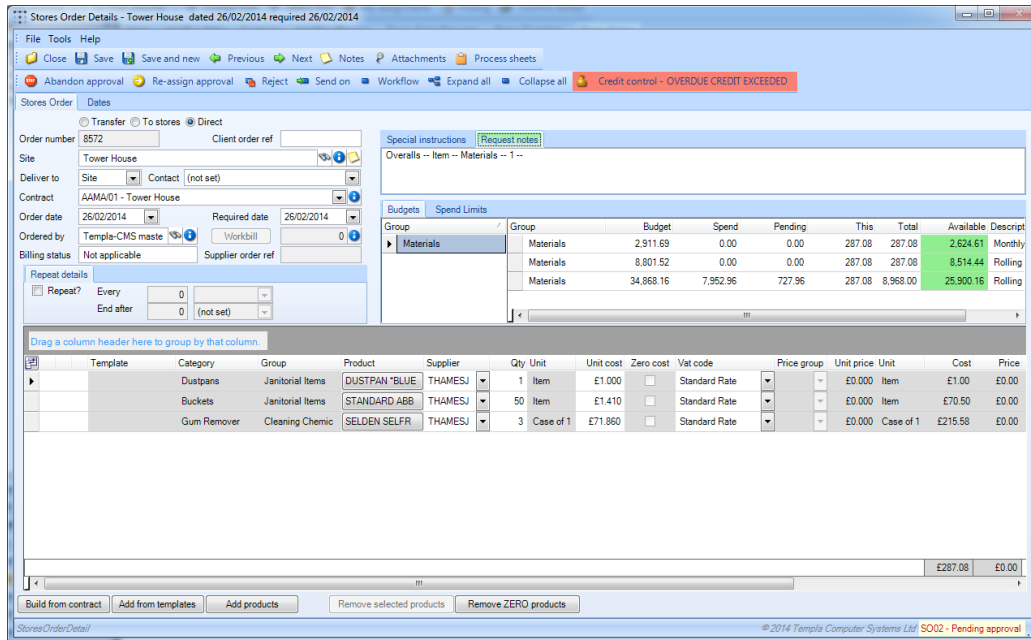 Stores Order Details - Tower House dated 26/02/2014 required 26/02/2014
File Tools Help
Close Save Save and new Previous Next Notes Attachments Process sheets
Abandon approval Re-assign approval Reject Send on Workflow Expand all Collapse all Credit control - OVERDUE CREDIT EXCEEDED
Stores Order Dates
Transfer To stores Direct
Order number 8572 Client order ref
Site Tower House
Deliver to Site Contact (not set)
Contract AAMA/01 - Tower House
Order date 26/02/2014 Required date 26/02/2014
Ordered by Templa-CMS maste Workbill 0
Billing status Not applicable Supplier order ref
Repeat details
Repeat? Every 0
End after 0 (not set)
Special instructions Request notes
Overalls -- Item -- Materials -- 1 --
Budgets Spend Limits
Group Group Budget Spend Pending This Total Available Descript
Materials Materials 2,911.69 0.00 0.00 287.08 287.08 2,624.61 Monthly
Materials 8,801.52 0.00 0.00 287.08 287.08 8,514.44 Rolling
Materials 34,868.16 7,952.96 727.96 287.08 8,968.00 25,900.16 Rolling
Drag a column header here to group by that column.
Template Category Group Product Supplier Qty Unit Unit cost Zero cost Vat code Price group Unit price Unit Cost Price
Dustpans Janitorial Items DUSTPAN *BLUE THAMESJ 1 Item £1.000 Standard Rate £0.000 Item £1.00 £0.00
Buckets Janitorial Items STANDARD ABB THAMESJ 50 Item £1.410 Standard Rate £0.000 Item £70.50 £0.00
Gum Remover Cleaning Chemic SELDEN SELFR THAMESJ 3 Case of 1 £71.860 Standard Rate £0.000 Case of 1 £215.58 £0.00
£287.08 £0.00
Build from contract Add from templates Add products Remove selected products Remove ZERO products
StoresOrderDetail © 2014 Templa Computer Systems Ltd SO02 - Pending approval